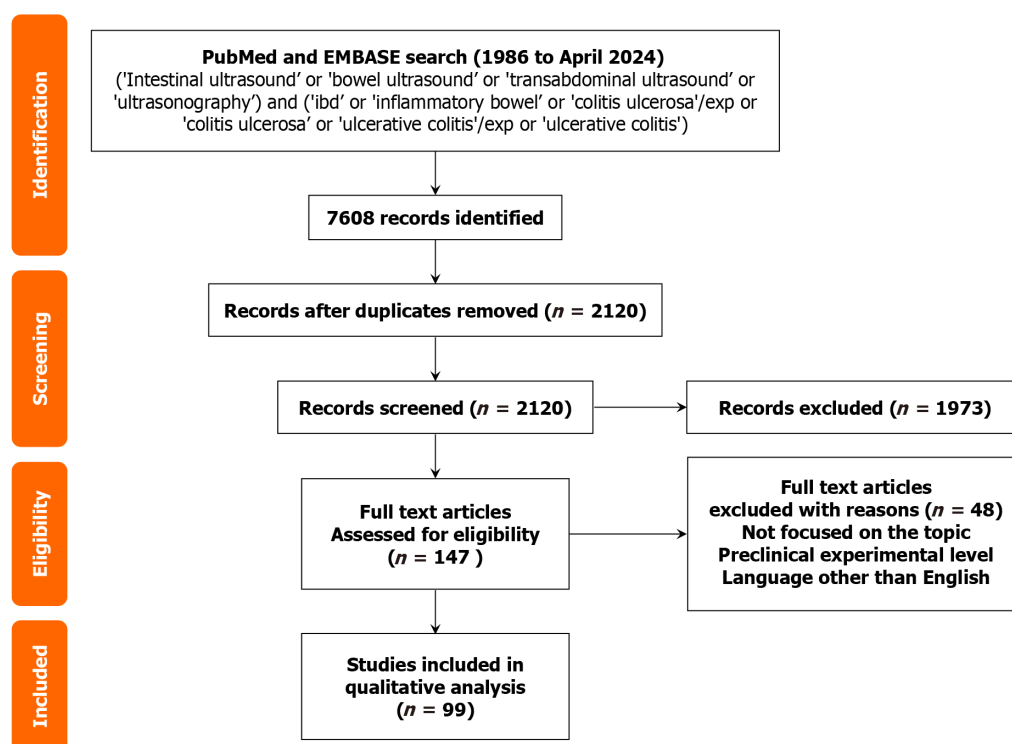 Identification
PubMed and EMBASE search (1986 to April 2024)
('Intestinal ultrasound’ or 'bowel ultrasound’ or 'transabdominal ultrasound’ or
'ultrasonography’) and ('ibd’ or 'inflammatory bowel’ or 'colitis ulcerosa'/exp or
'colitis ulcerosa’ or 'ulcerative colitis'/exp or 'ulcerative colitis')
7608 records identified
Screening
Records after duplicates removed (n = 2120)
Records screened (n = 2120)
Records excluded (n = 1973)
Eligibility
Full text articles
Assessed for eligibility
(n = 147 )
Full text articles
excluded with reasons (n = 48)
Not focused on the topic
Preclinical experimental level
Language other than English
Included
Studies included in
qualitative analysis
(n = 99)